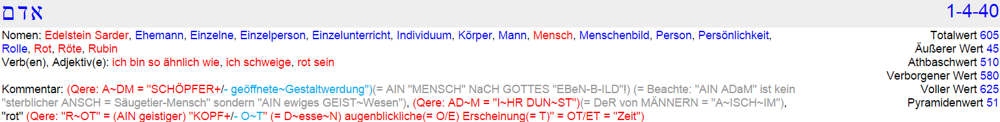 אדם 1-4-40
Nomen: Edelstein Sarder, Ehemann, Einzelne, Einzelperson, Einzelunterricht, Individuum, Körper, Mann, Mensch, Menschenbild, Person, Persönlichkeit,
Rolle, Rot, Röte, Rubin
Verb(en), Adjektiv(e): ich bin so ähnlich wie, ich schweige, rot sein
Kommentar: (Qere: A~DM = "SCHÖPFER+/- geöffnete~Gestaltwerdung")(= AIN "MENSCH" NaCH GOTTES "EBeN-B-ILD"!) (= Beachte: "AIN ADaM" ist kein
"sterblicher ANSCH = Säugetier-Mensch" sondern "AIN ewiges GEIST~Wesen"), (Qere: AD~M = "I~HR DUN~ST")(= DeR von MÄNNERN = "A~ISCH~IM"),
"rot" (Qere: "R~OT" = (AIN geistiger) "KOPF+/- O~T" (= D~esse~N) augenblickliche(= O/E) Erscheinung(= T)" = OT/ET = "Zeit")
Totalwert 605
Äußerer Wert 45
Athbaschwert 510
Verborgener Wert 580
Voller Wert 625
Pyramidenwert 51